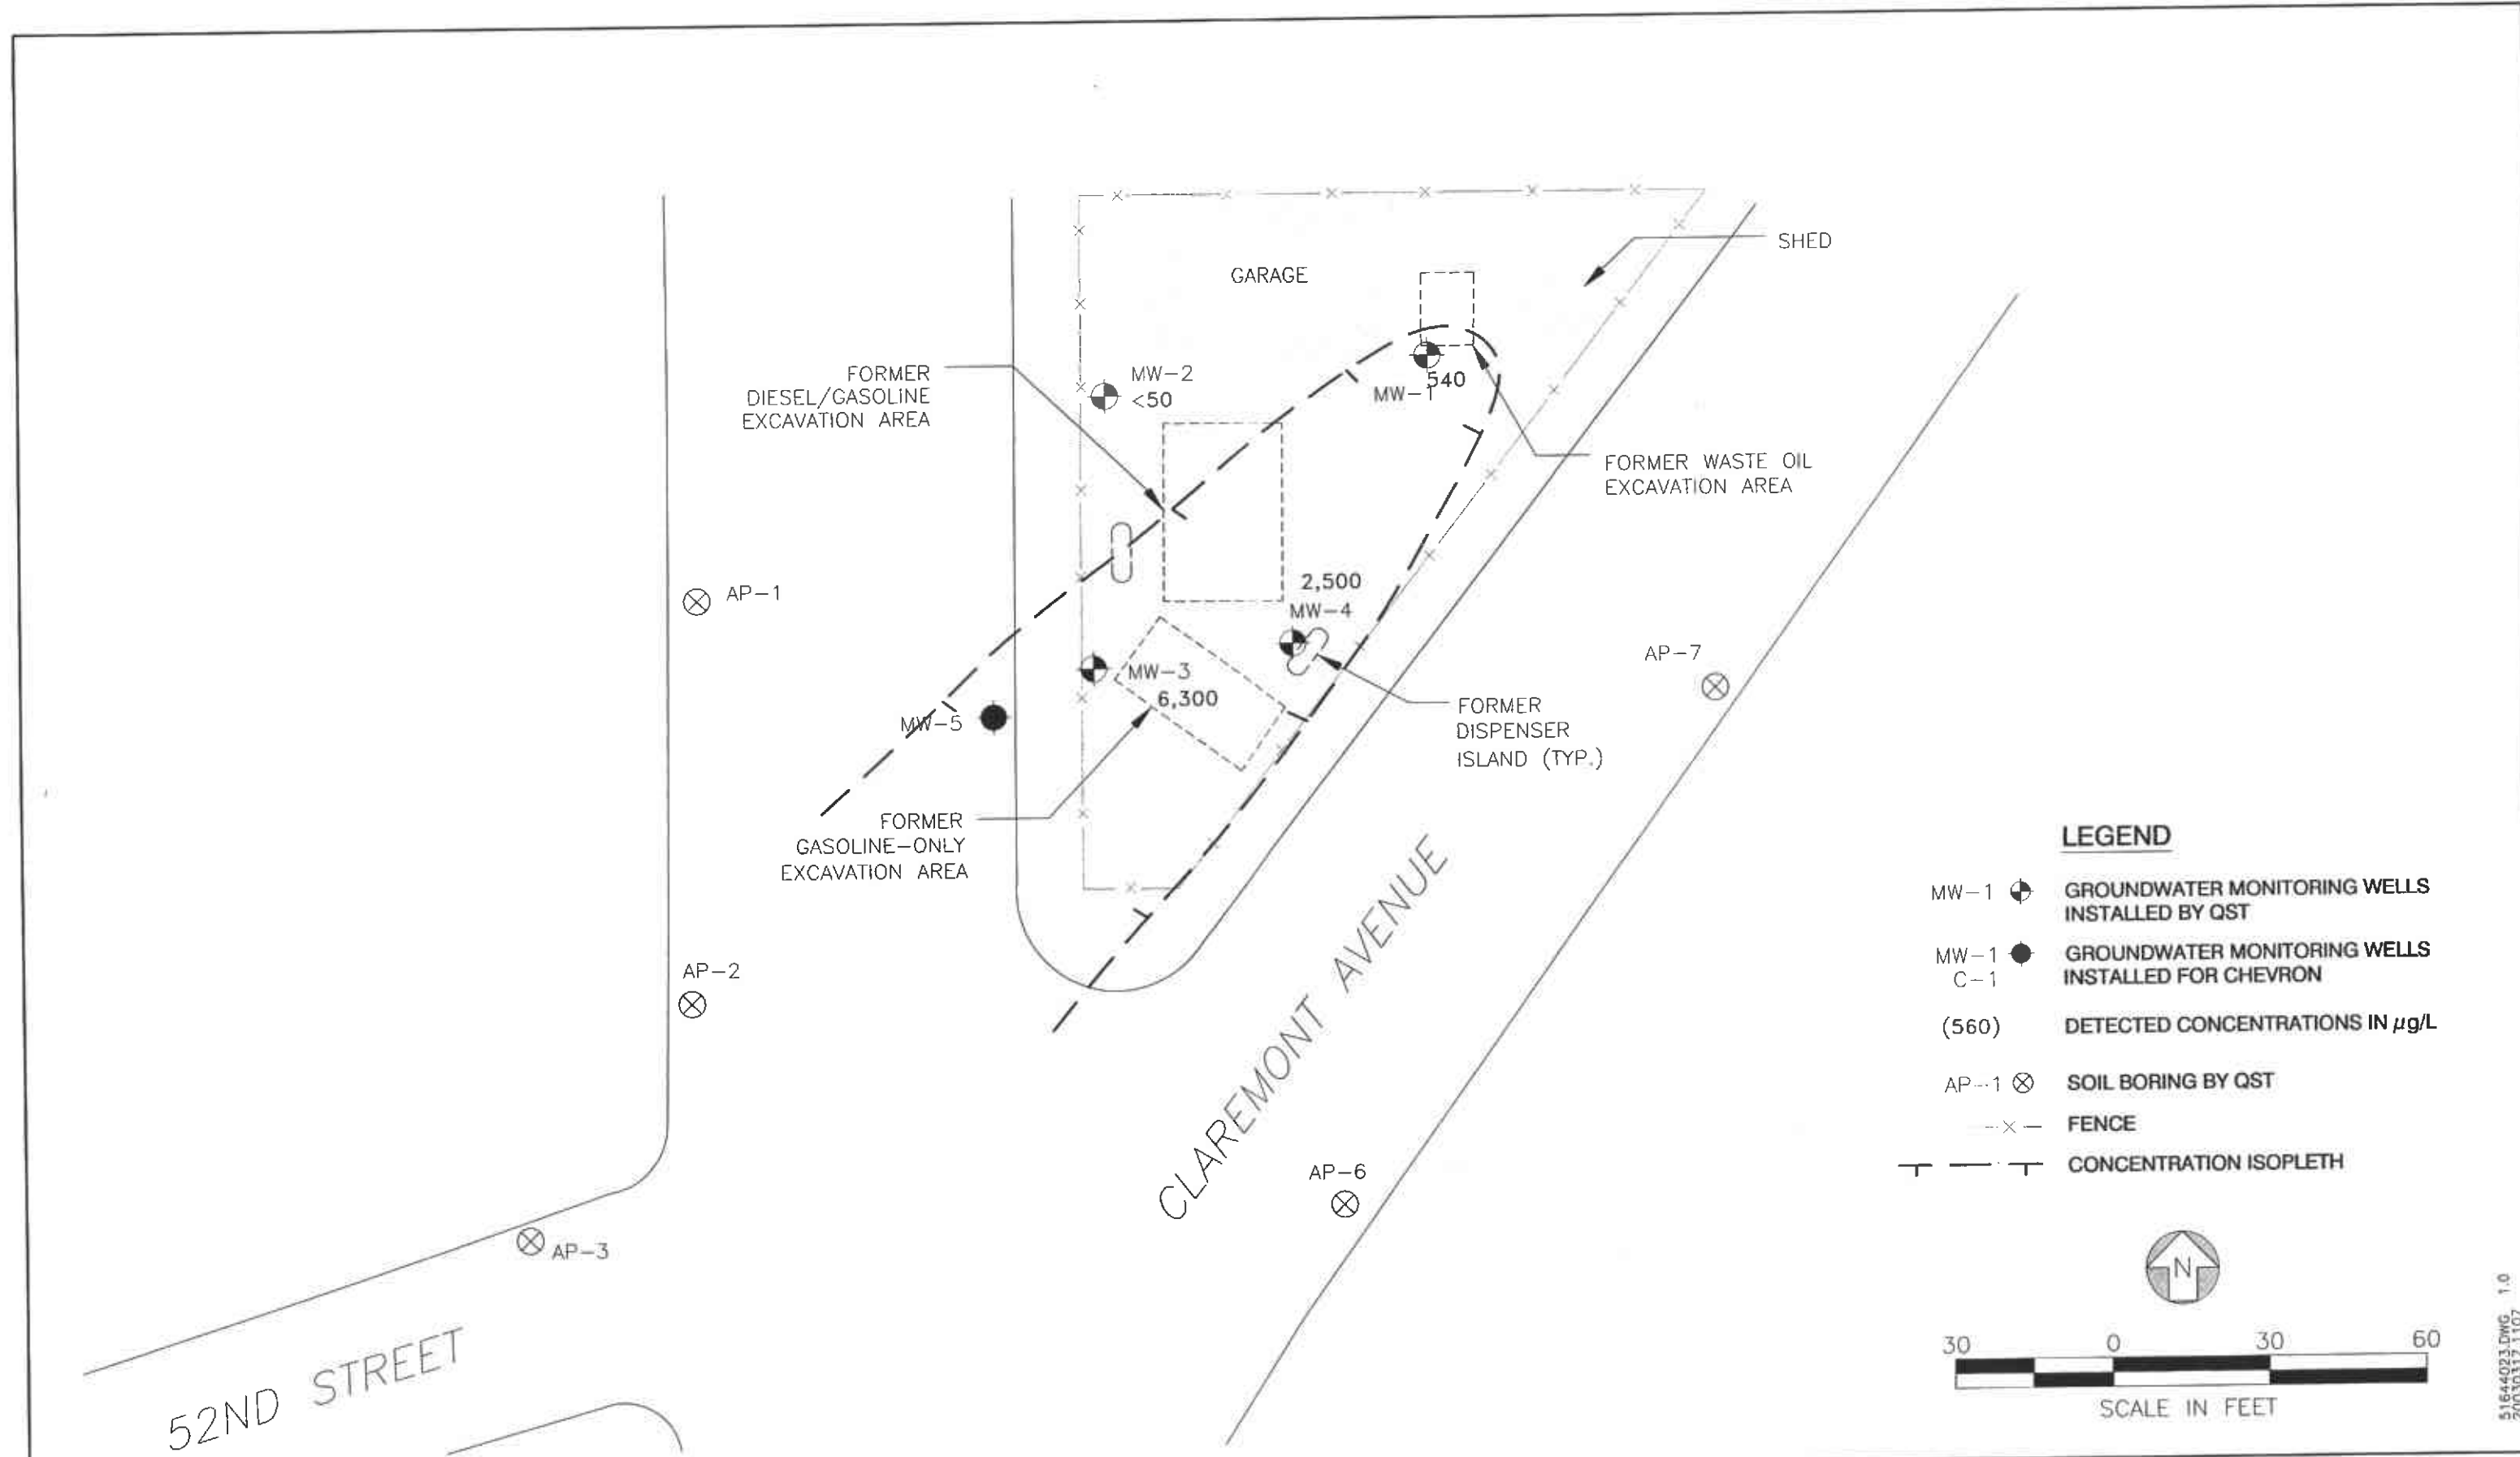 SHED
GARAGE
FORMER
DIESEL/GASOLINE
EXCAVATION AREA
MW-2
<50
540
MW-1
FORMER WASTE OIL
EXCAVATION AREA
AP-1
2,500
MW-4
MW-3
6,300
MW-5
AP-7
FORMER
DISPENSER
ISLAND (TYP.)
FORMER
GASOLINE-ONLY
EXCAVATION AREA
CLAREMONT AVENUE
AP-2
AP-6
AP-3
52ND STREET
LEGEND
MW-1 GROUNDWATER MONITORING WELLS
INSTALLED BY QST
MW-1 GROUNDWATER MONITORING WELLS
C-1 INSTALLED FOR CHEVRON
(560) DETECTED CONCENTRATIONS IN µg/L
AP-1 SOIL BORING BY QST
FENCE
CONCENTRATION ISOPLETH
N
30 0 30 60
SCALE IN FEET
51644023.DWG 1.0